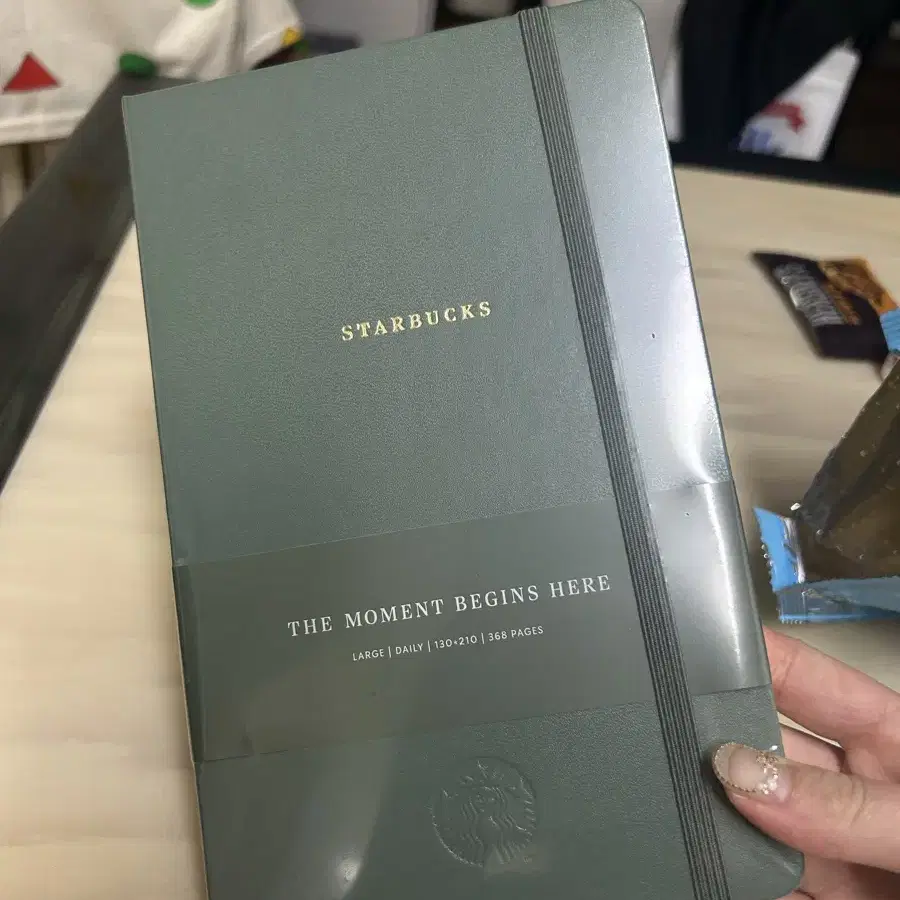 STARBUCKS
THE MOMENT BEGINS HERE
LARGE | DAILY | 130*210 | 368 PAGES